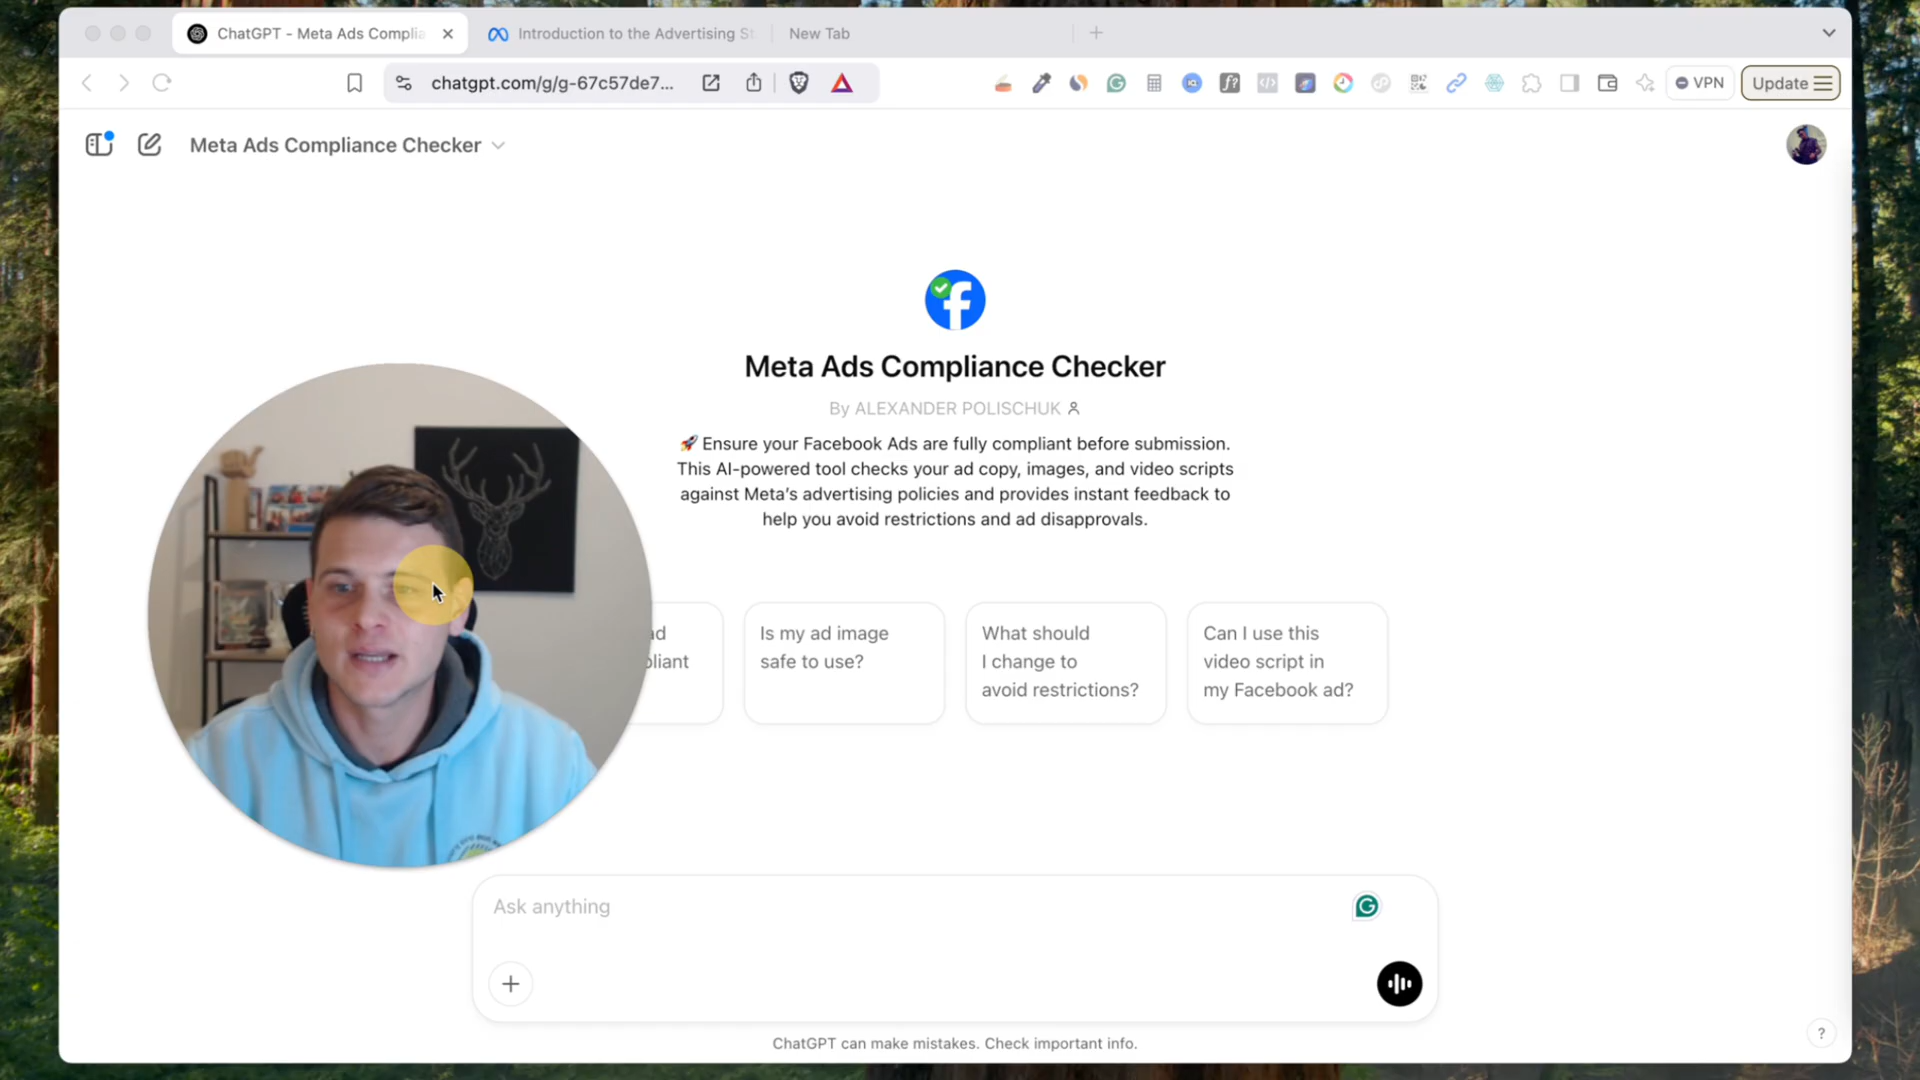 ChatGPT - Meta Ads Complia
Introduction to the Advertising St
New Tab
chatgpt.com/g/g-67c57de7...
VPN
Update
Meta Ads Compliance Checker
Meta Ads Compliance Checker
By ALEXANDER POLISCHUK
🚀 Ensure your Facebook Ads are fully compliant before submission.
This AI-powered tool checks your ad copy, images, and video scripts
against Meta's advertising policies and provides instant feedback to
help you avoid restrictions and ad disapprovals.
ad
pliant
Is my ad image
safe to use?
What should
I change to
avoid restrictions?
Can I use this
video script in
my Facebook ad?
Ask anything
ChatGPT can make mistakes. Check important info.
?